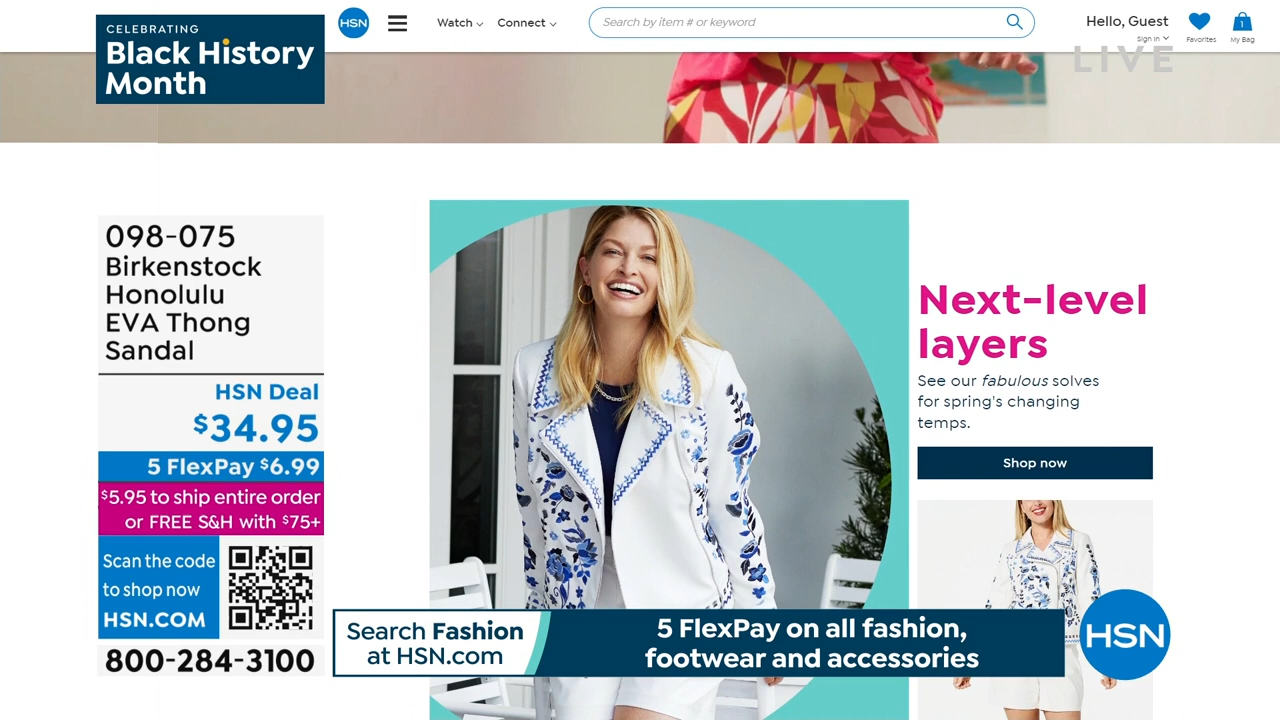 CELEBRATING
Black History
Month
HSN
Watch
Connect
Search by item # or keyword
Hello, Guest
Sign in
Favorites
1
My Bag
LIVE
098-075
Birkenstock
Honolulu
EVA Thong
Sandal
HSN Deal
$34.95
5 FlexPay $6.99
$5.95 to ship entire order
or FREE S&H with $75+
Scan the code
to shop now
HSN.COM
800-284-3100
Next-level
layers
See our fabulous solves
for spring's changing
temps.
Shop now
Search Fashion
at HSN.com
5 FlexPay on all fashion,
footwear and accessories
HSN